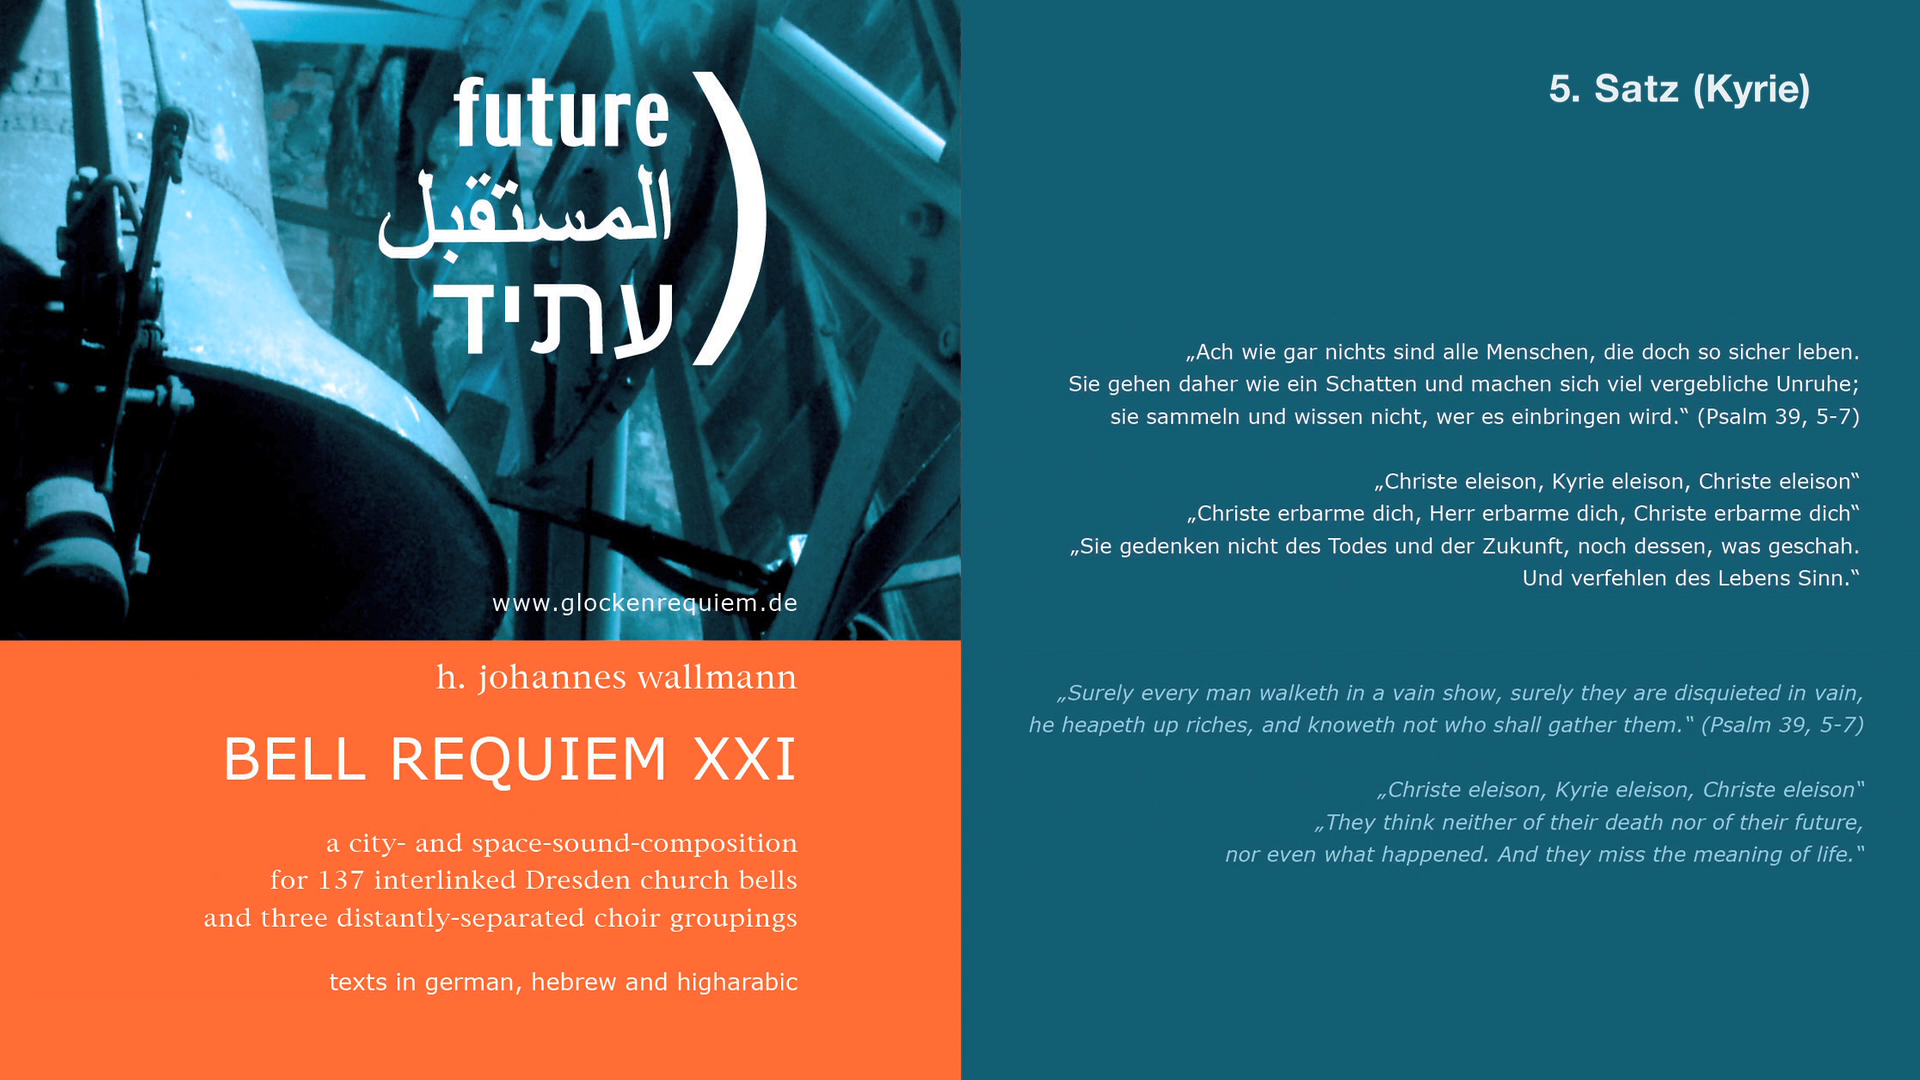 future
المستقبل
עתיד
www.glockenrequiem.de
h. johannes wallmann
BELL REQUIEM XXI
a city- and space-sound-composition
for 137 interlinked Dresden church bells
and three distantly-separated choir groupings
texts in german, hebrew and higharabic
5. Satz (Kyrie)
„Ach wie gar nichts sind alle Menschen, die doch so sicher leben.
Sie gehen daher wie ein Schatten und machen sich viel vergebliche Unruhe;
sie sammeln und wissen nicht, wer es einbringen wird.“ (Psalm 39, 5-7)
„Christe eleison, Kyrie eleison, Christe eleison“
„Christe erbarme dich, Herr erbarme dich, Christe erbarme dich“
„Sie gedenken nicht des Todes und der Zukunft, noch dessen, was geschah.
Und verfehlen des Lebens Sinn.“
„Surely every man walketh in a vain show, surely they are disquieted in vain,
he heapeth up riches, and knoweth not who shall gather them.“ (Psalm 39, 5-7)
„Christe eleison, Kyrie eleison, Christe eleison“
„They think neither of their death nor of their future,
nor even what happened. And they miss the meaning of life.“